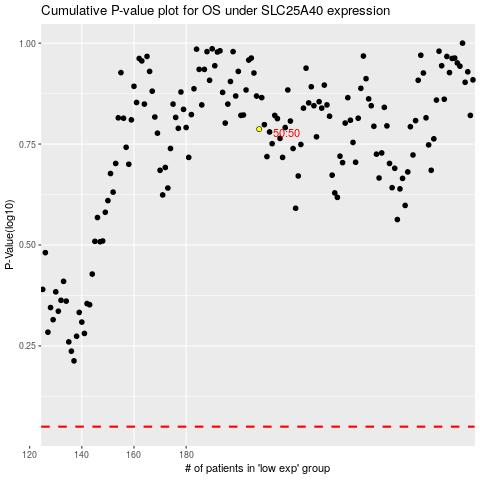 Cumulative P-value plot for OS under SLC25A40 expression
P-Value(log10)
1.00
0.75
0.50
0.25
50:50
120 140 160 180
# of patients in 'low exp' group